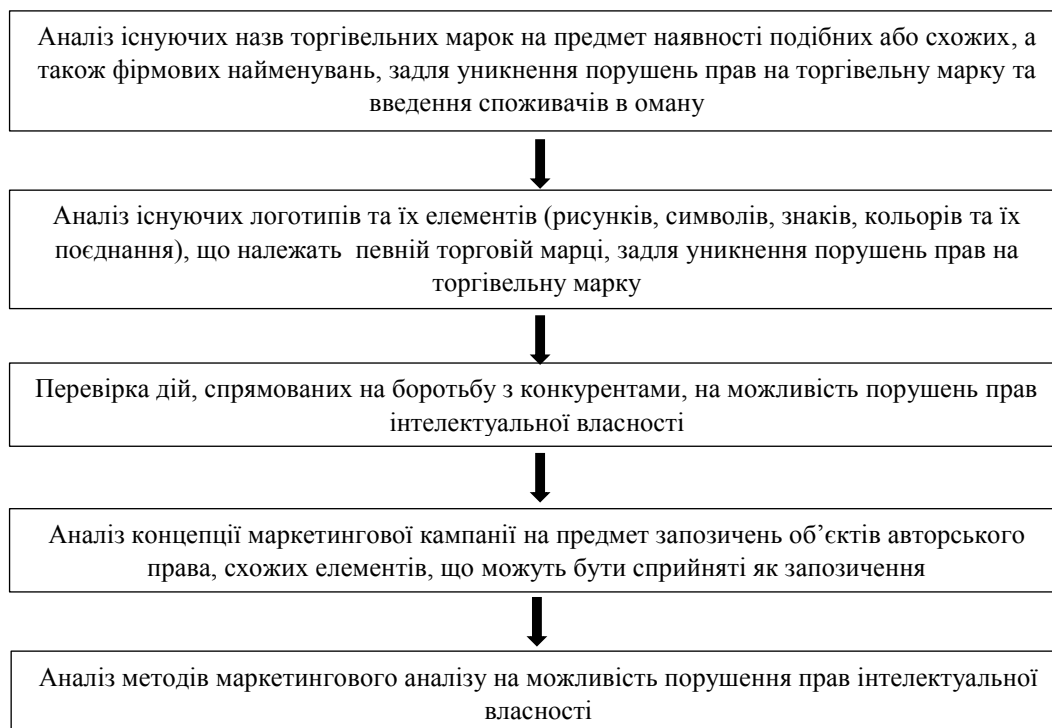 Аналіз існуючих назв торгівельних марок на предмет наявності подібних або схожих, а
також фірмових найменувань, задля уникнення порушень прав на торгівельну марку та
введення споживачів в оману
Аналіз існуючих логотипів та їх елементів (рисунків, символів, знаків, кольорів та їх
поєднання), що належать певній торговій марці, задля уникнення порушень прав на
торгівельну марку
Перевірка дій, спрямованих на боротьбу з конкурентами, на можливість порушень прав
інтелектуальної власності
Аналіз концепції маркетингової кампанії на предмет запозичень об’єктів авторського
права, схожих елементів, що можуть бути сприйняті як запозичення
Аналіз методів маркетингового аналізу на можливість порушення прав інтелектуальної
власності